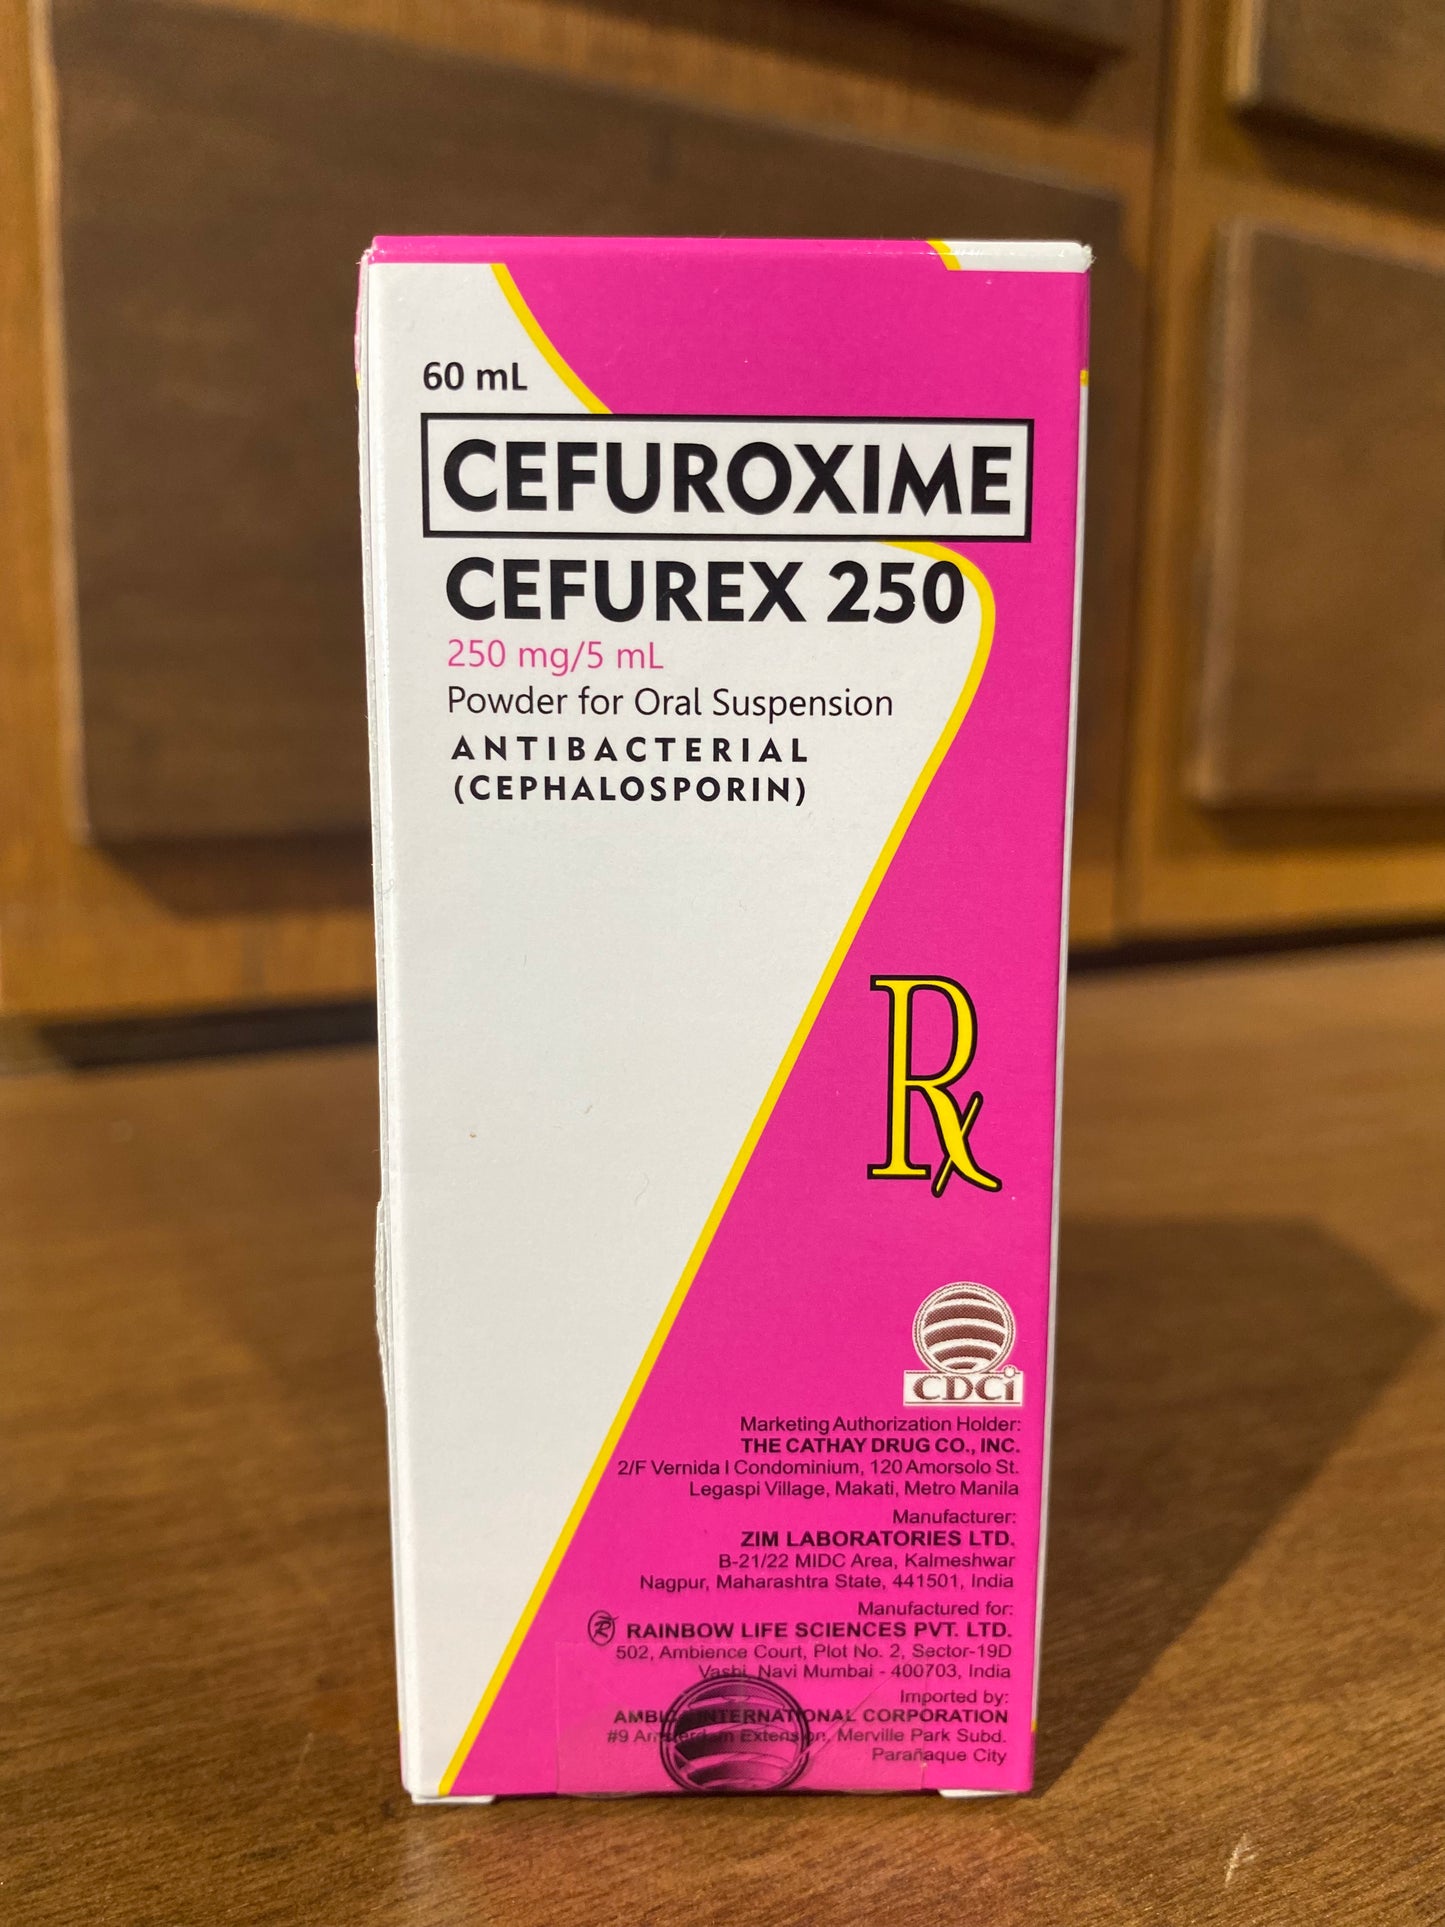 60 mL
CEFUROXIME
CEFUREX 250
250 mg/5 mL
Powder for Oral Suspension
ANTIBACTERIAL
(CEPHALOSPORIN)
Rx
CDCi
Marketing Authorization Holder:
THE CATHAY DRUG CO., INC.
2/F Vernida I Condominium, 120 Amorsolo St.
Legaspi Village, Makati, Metro Manila
Manufacturer:
ZIM LABORATORIES LTD.
B-21/22 MIDC Area, Kalmeshwar
Nagpur, Maharashtra State, 441501, India
Manufactured for:
RAINBOW LIFE SCIENCES PVT. LTD.
502, Ambience Court, Plot No. 2, Sector-19D
Vashi, Navi Mumbai - 400703, India
Imported by:
INTERNATIONAL CORPORATION
#9 Amsterdam Extension, Merville Park Subd.
Parañaque City